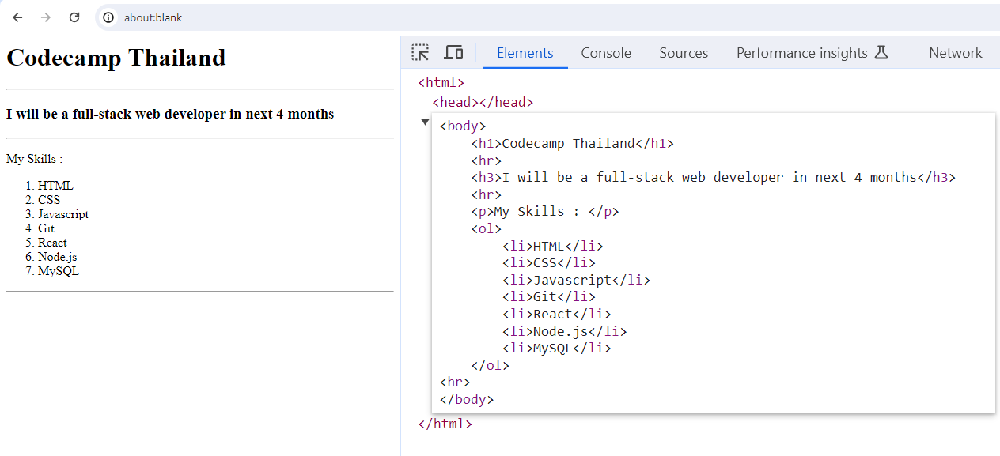 about:blank
Codecamp Thailand
I will be a full-stack web developer in next 4 months
My Skills :
1. HTML
2. CSS
3. Javascript
4. Git
5. React
6. Node.js
7. MySQL
Elements Console Sources Performance insights Network
<html>
<head></head>
<body>
<h1>Codecamp Thailand</h1>
<hr>
<h3>I will be a full-stack web developer in next 4 months</h3>
<hr>
<p>My Skills : </p>
<ol>
<li>HTML</li>
<li>CSS</li>
<li>Javascript</li>
<li>Git</li>
<li>React</li>
<li>Node.js</li>
<li>MySQL</li>
</ol>
<hr>
</body>
</html>